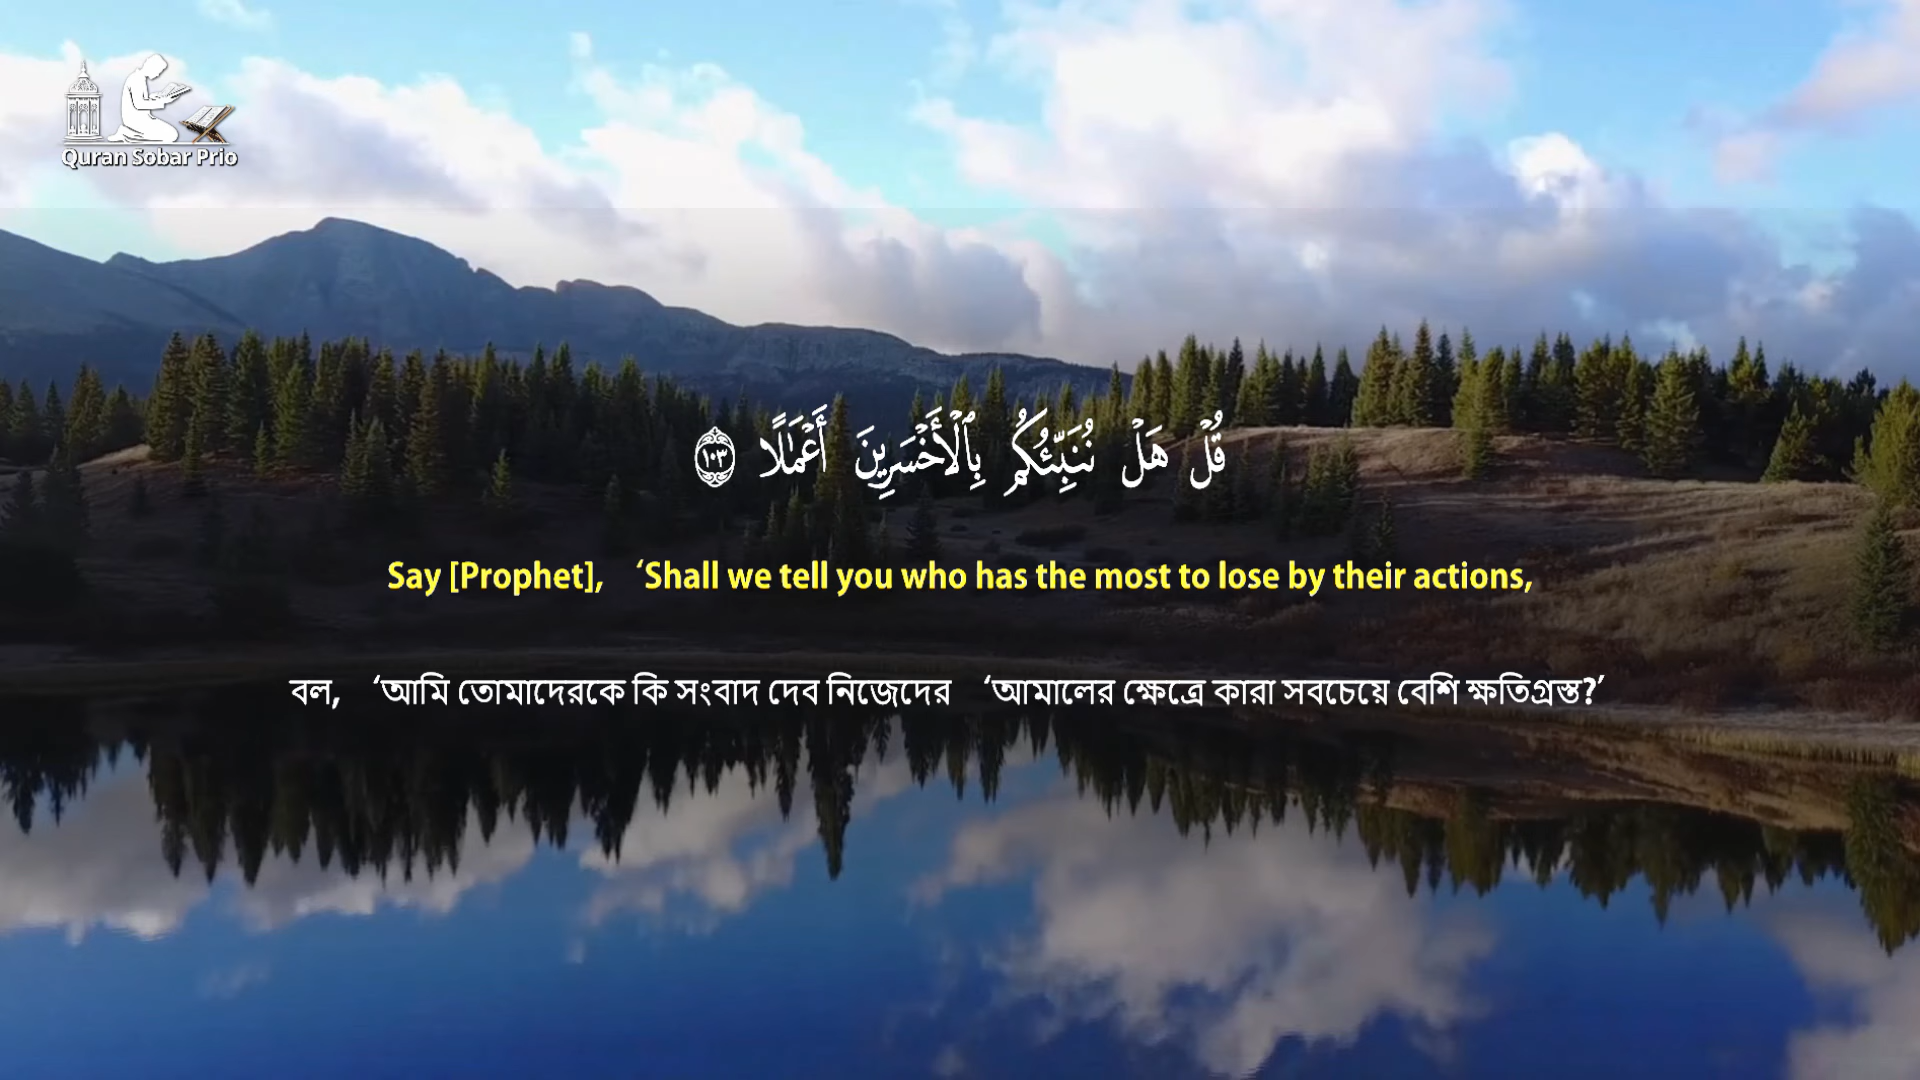 Quran Sobar Prio
قُلْ هَلْ نُنَبِّئُكُم بِٱلْأَخْسَرِينَ أَعْمَٰلًا ١٠٣
Say [Prophet], ‘Shall we tell you who has the most to lose by their actions,
বল, ‘আমি তোমাদেরকে কি সংবাদ দেব নিজেদের ‘আমালের ক্ষেত্রে কারা সবচেয়ে বেশি ক্ষতিগ্রস্ত?’